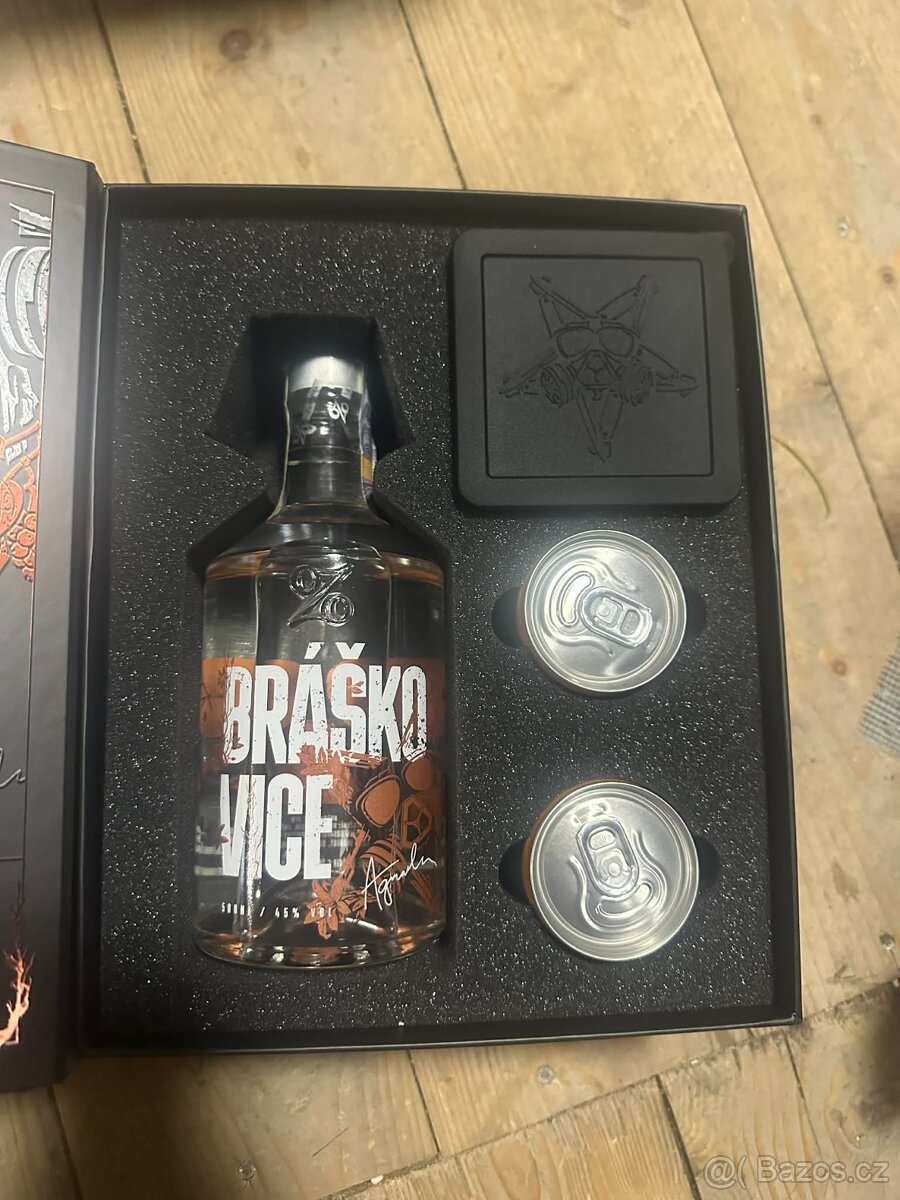 BRÁŠKO
VICE
500ML / 45% VOL
@( Bazos.cz